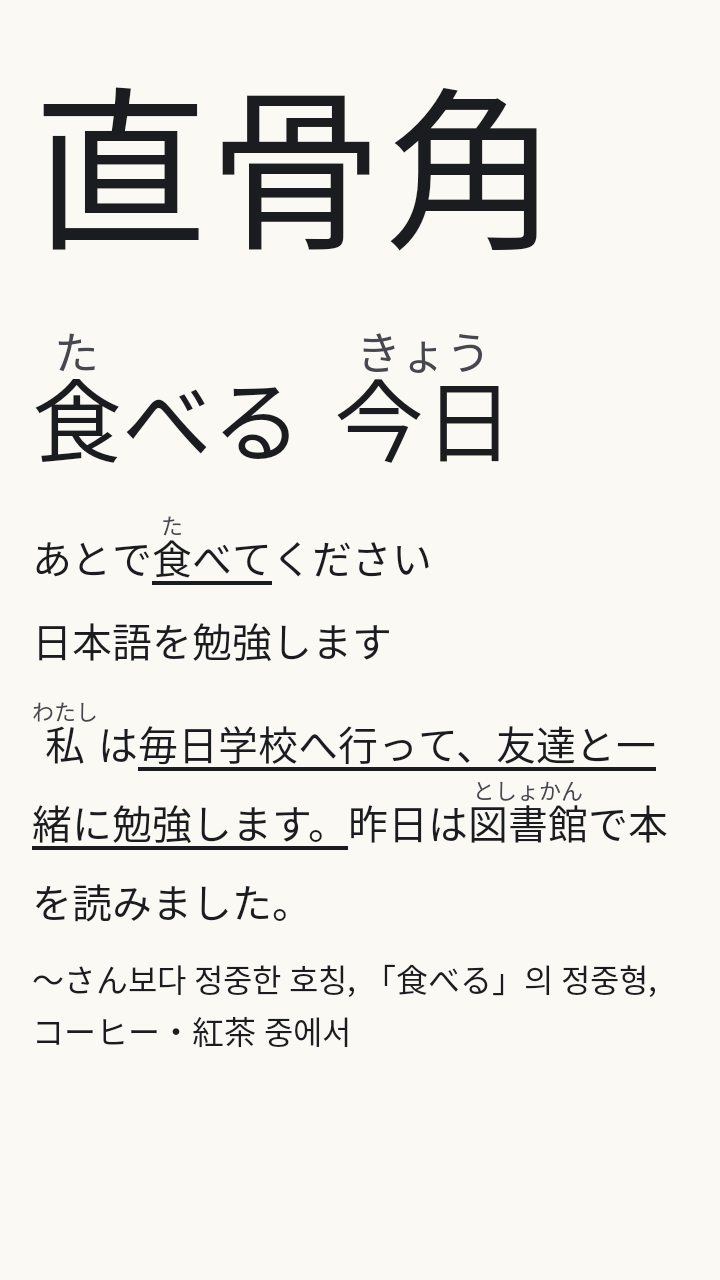 直骨角
た きょう
食べる 今日
た
あとで食べてください
日本語を勉強します
わたし
私は毎日学校へ行って、友達と一
としょかん
緒に勉強します。昨日は図書館で本
を読みました。
〜さん보다 정중한 호칭, 「食べる」의 정중형,
コーヒー・紅茶 중에서